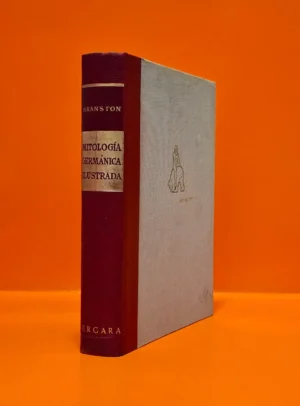 BRANSTON
MITOLOGÍA
GERMÁNICA
ILUSTRADA
VERGARA